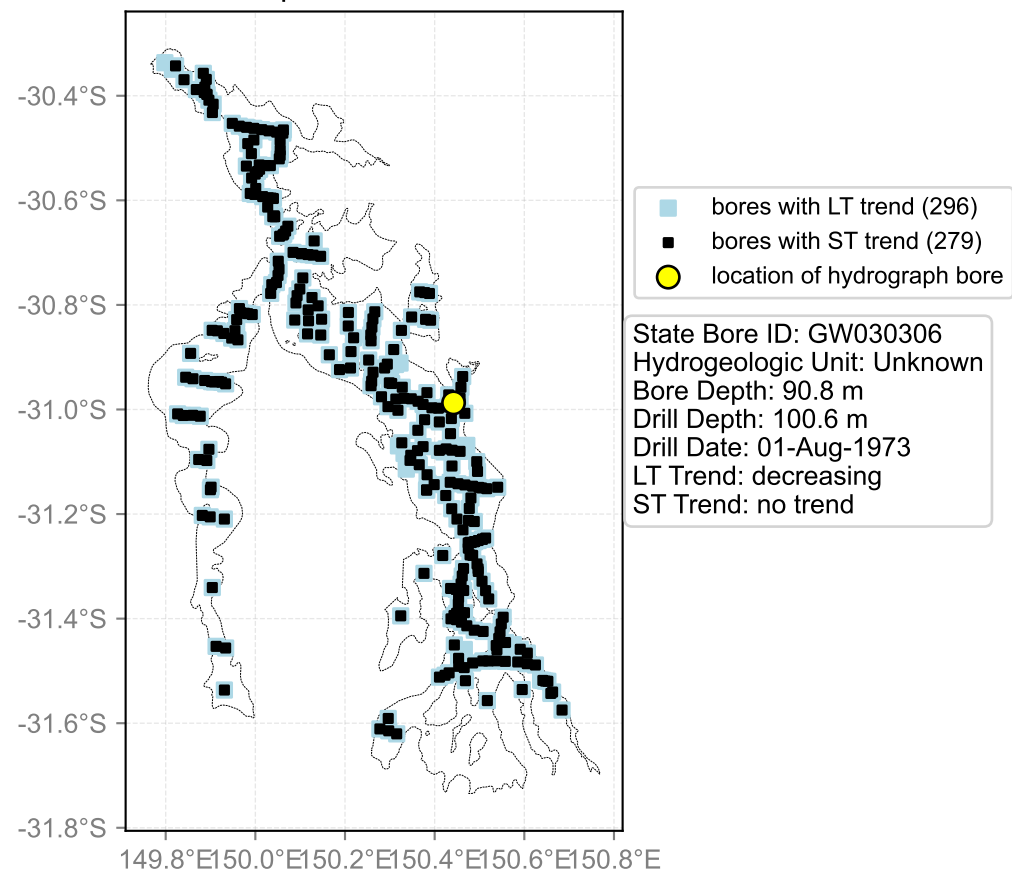 -30.4°S
-30.6°S
-30.8°S
-31.0°S
-31.2°S
-31.4°S
-31.6°S
-31.8°S
149.8°E150.0°E150.2°E150.4°E150.6°E150.8°E
bores with LT trend (296)
bores with ST trend (279)
location of hydrograph bore
State Bore ID: GW030306
Hydrogeologic Unit: Unknown
Bore Depth: 90.8 m
Drill Depth: 100.6 m
Drill Date: 01-Aug-1973
LT Trend: decreasing
ST Trend: no trend